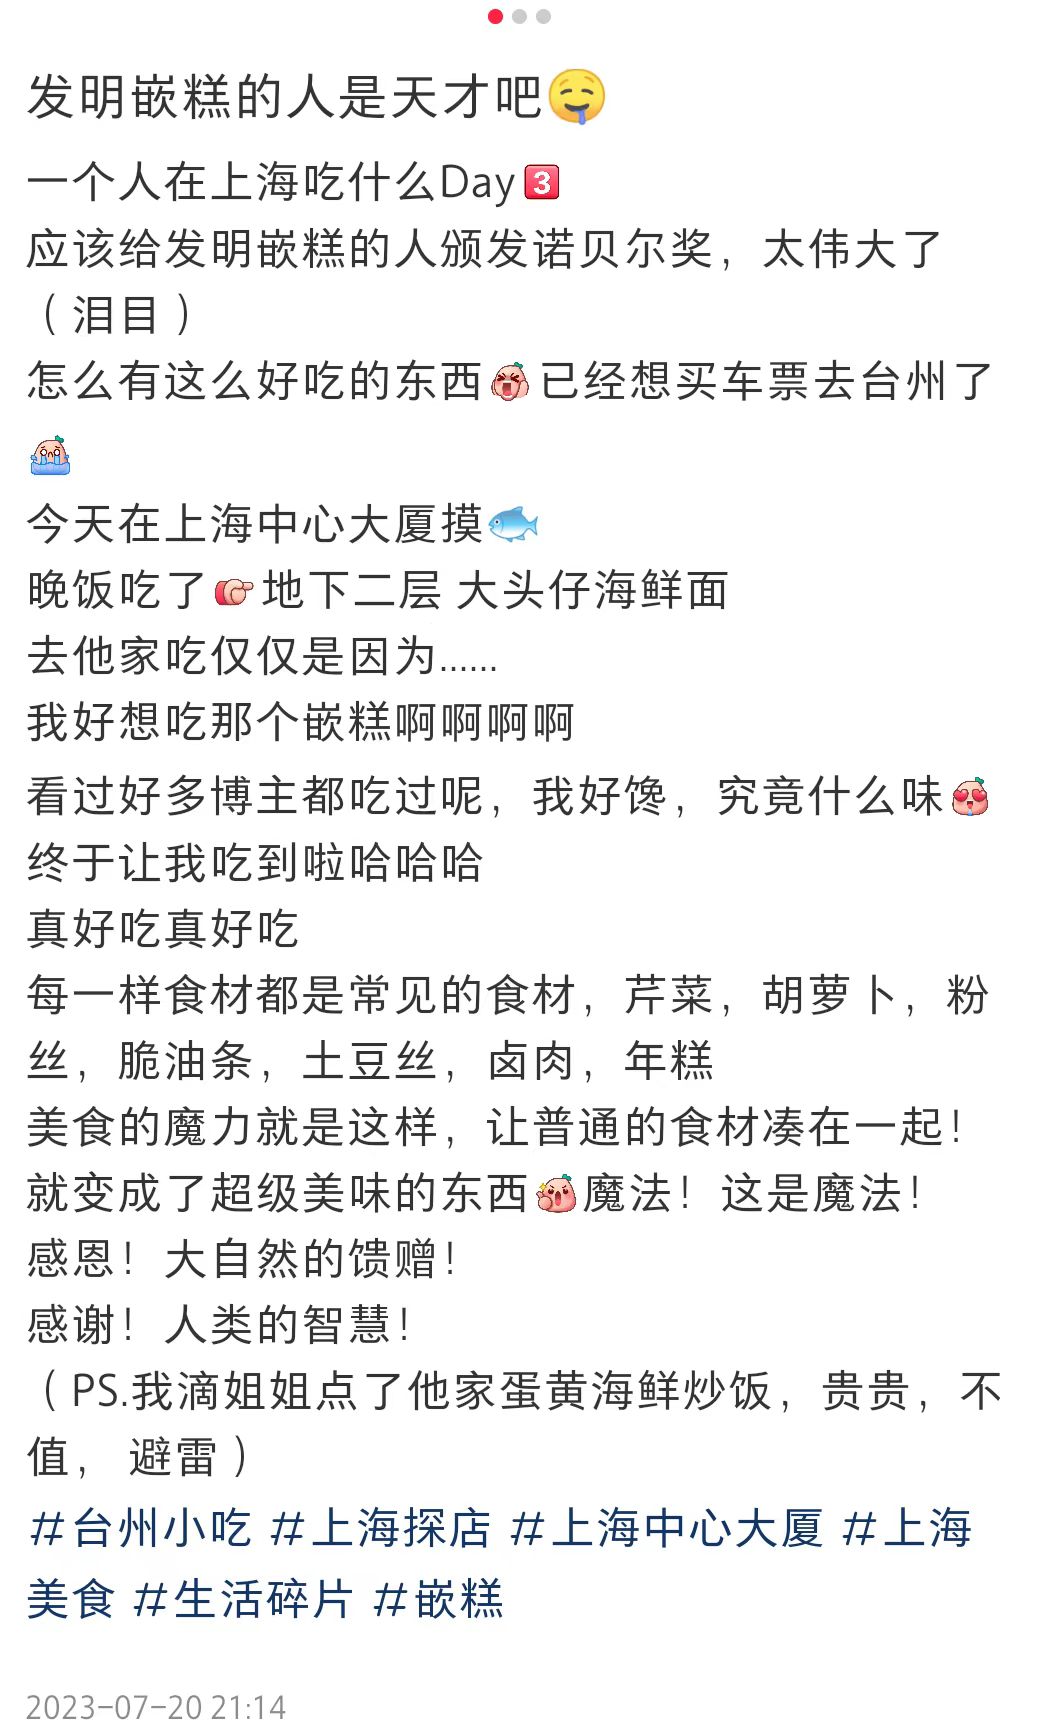 发明嵌糕的人是天才吧🤤
一个人在上海吃什么Day3️⃣
应该给发明嵌糕的人颁发诺贝尔奖，太伟大了
（泪目）
怎么有这么好吃的东西已经想买车票去台州了
今天在上海中心大厦摸🐟
晚饭吃了👉地下二层 大头仔海鲜面
去他家吃仅仅是因为......
我好想吃那个嵌糕啊啊啊啊
看过好多博主都吃过呢，我好馋，究竟什么味
终于让我吃到啦哈哈哈
真好吃真好吃
每一样食材都是常见的食材，芹菜，胡萝卜，粉
丝，脆油条，土豆丝，卤肉，年糕
美食的魔力就是这样，让普通的食材凑在一起！
就变成了超级美味的东西魔法！这是魔法！
感恩！大自然的馈赠！
感谢！人类的智慧！
（PS.我滴姐姐点了他家蛋黄海鲜炒饭，贵贵，不
值， 避雷）
#台州小吃 #上海探店 #上海中心大厦 #上海
美食 #生活碎片 #嵌糕
2023-07-20 21:14